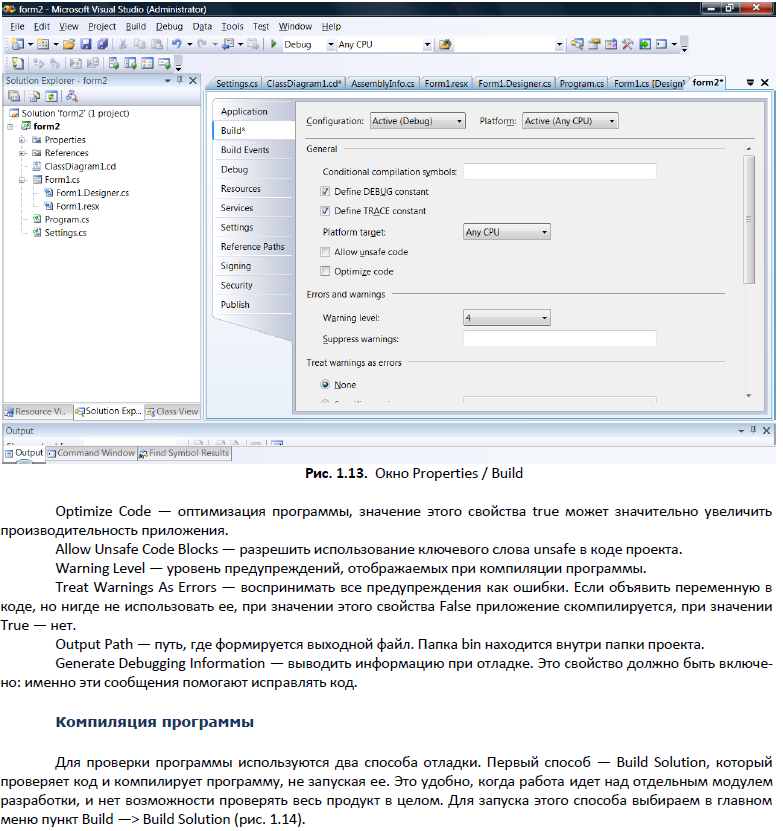 form2 - Microsoft Visual Studio (Administrator)
File Edit View Project Build Debug Data Tools Test Window Help
Debug Any CPU
Solution Explorer - form2
Settings.cs ClassDiagram1.cd* AssemblyInfo.cs Form1.resx Form1.Designer.cs Program.cs Form1.cs [Design]* form2*
Solution 'form2' (1 project)
form2
Properties
References
ClassDiagram1.cd
Form1.cs
Form1.Designer.cs
Form1.resx
Program.cs
Settings.cs
Resource Vi... Solution Exp... Class View
Application
Build*
Build Events
Debug
Resources
Services
Settings
Reference Paths
Signing
Security
Publish
Configuration: Active (Debug) Platform: Active (Any CPU)
General
Conditional compilation symbols:
Define DEBUG constant
Define TRACE constant
Platform target: Any CPU
Allow unsafe code
Optimize code
Errors and warnings
Warning level: 4
Suppress warnings:
Treat warnings as errors
None
Output
Output Command Window Find Symbol Results
Рис. 1.13. Окно Properties / Build
Optimize Code — оптимизация программы, значение этого свойства true может значительно увеличить
производительность приложения.
Allow Unsafe Code Blocks — разрешить использование ключевого слова unsafe в коде проекта.
Warning Level — уровень предупреждений, отображаемых при компиляции программы.
Treat Warnings As Errors — воспринимать все предупреждения как ошибки. Если объявить переменную в
коде, но нигде не использовать ее, при значении этого свойства False приложение скомпилируется, при значении
True — нет.
Output Path — путь, где формируется выходной файл. Папка bin находится внутри папки проекта.
Generate Debugging Information — выводить информацию при отладке. Это свойство должно быть включе-
но: именно эти сообщения помогают исправлять код.
Компиляция программы
Для проверки программы используются два способа отладки. Первый способ — Build Solution, который
проверяет код и компилирует программу, не запуская ее. Это удобно, когда работа идет над отдельным модулем
разработки, и нет возможности проверять весь продукт в целом. Для запуска этого способа выбираем в главном
меню пункт Build —> Build Solution (рис. 1.14).